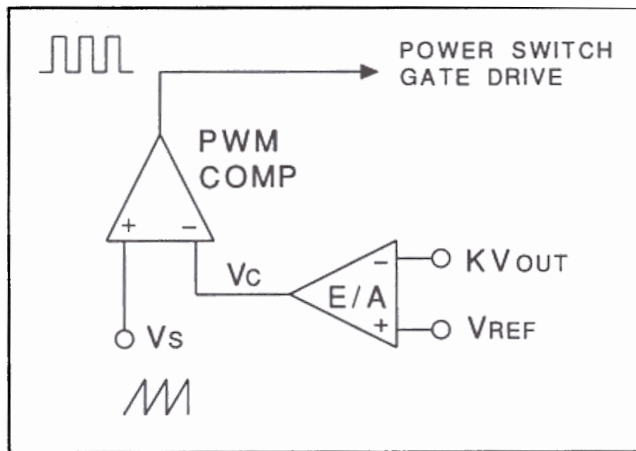 POWER SWITCH
GATE DRIVE
PWM
COMP
+ −
VC
− KVOUT
E/A
+ VREF
VS